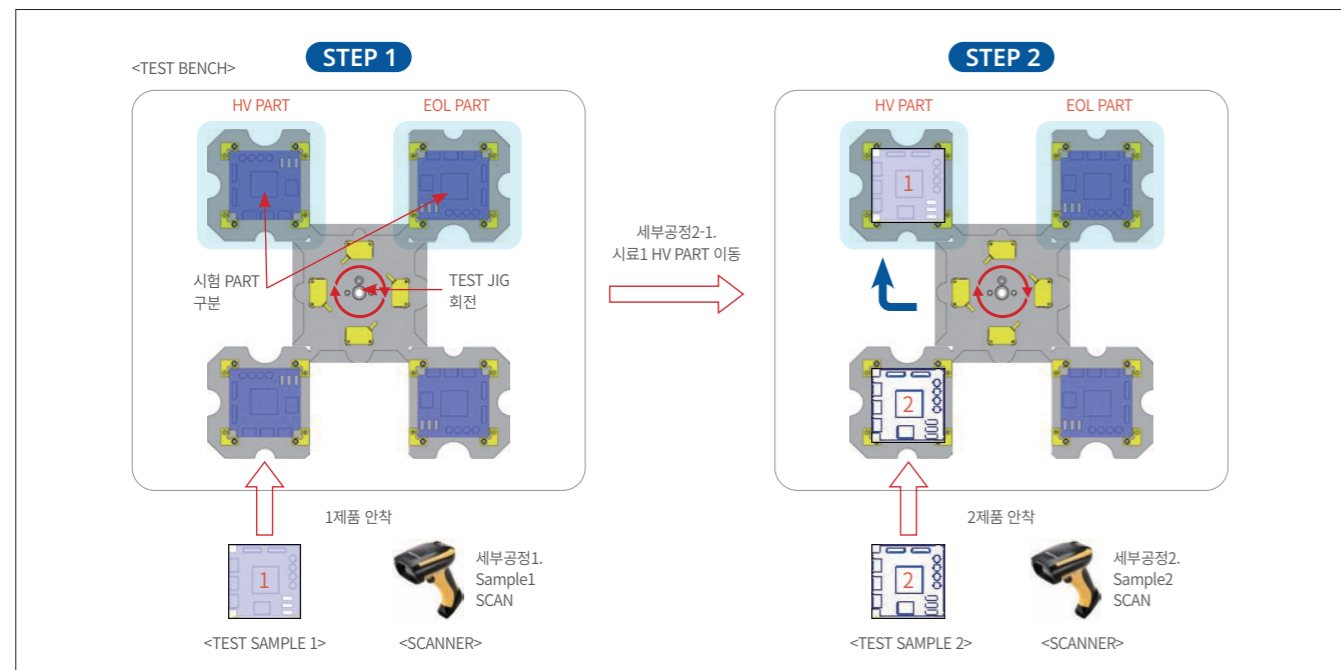 STEP 1
<TEST BENCH>
HV PART
EOL PART
시험 PART
구분
TEST JIG
회전
1제품 안착
1
세부공정1.
Sample1
SCAN
<TEST SAMPLE 1>
<SCANNER>
세부공정2-1.
시료1 HV PART 이동
STEP 2
HV PART
EOL PART
1
2
2제품 안착
2
세부공정2.
Sample2
SCAN
<TEST SAMPLE 2>
<SCANNER>